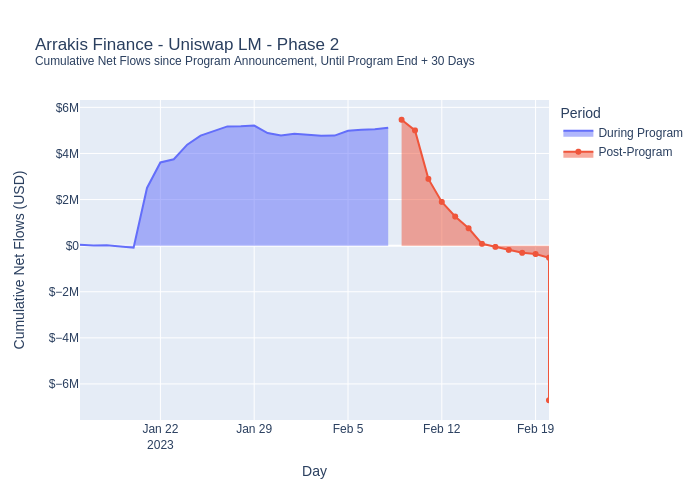 Arrakis Finance - Uniswap LM - Phase 2
Cumulative Net Flows since Program Announcement, Until Program End + 30 Days
Period
During Program
Post-Program
Cumulative Net Flows (USD)
$6M
$4M
$2M
$0
$−2M
$−4M
$−6M
Jan 22
2023
Jan 29
Feb 5
Feb 12
Feb 19
Day